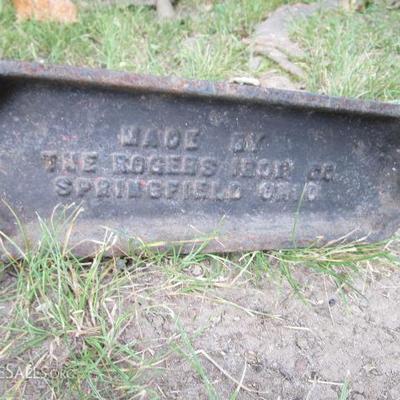 MADE BY
THE ROGERS IRON CO
SPRINGFIELD OHIO